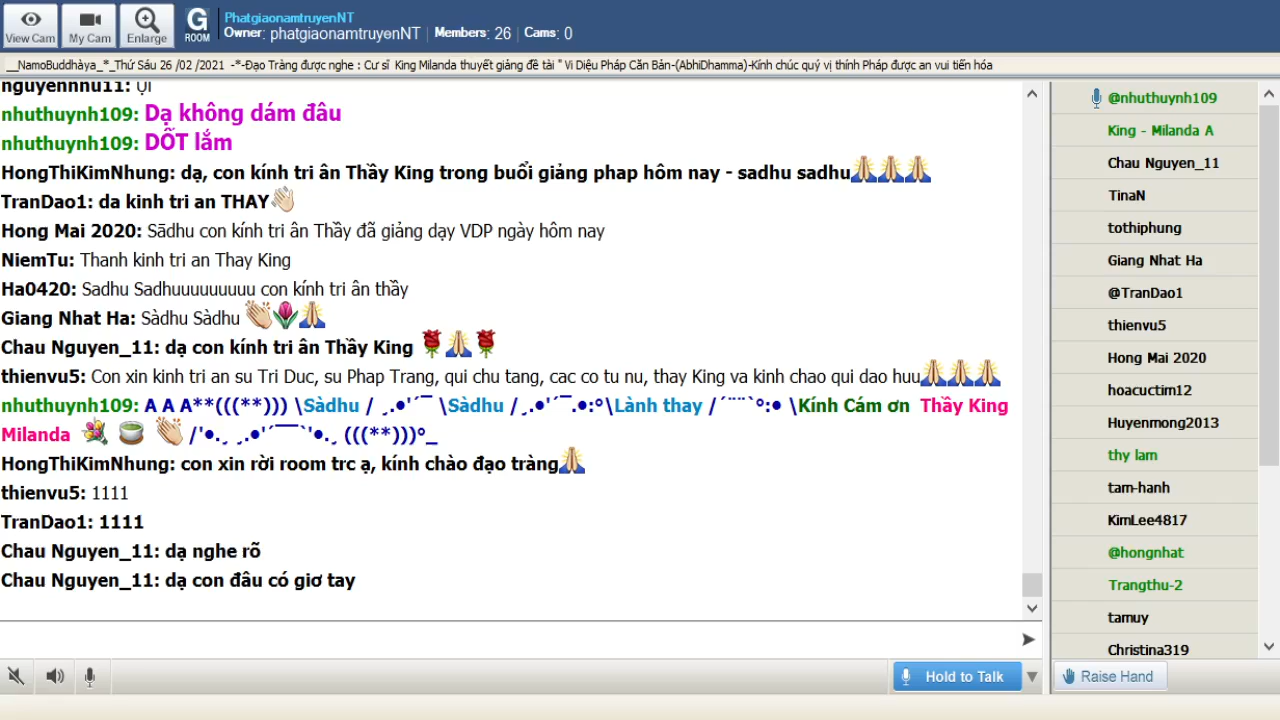 PhatgiaonamtruyenNT
Owner: phatgiaonamtruyenNT Members: 26 Cams: 0
View Cam My Cam Enlarge G ROOM
__NamoBuddhàya_*_Thứ Sáu 26 /02 /2021 -*-Đạo Tràng được nghe : Cư sĩ King Milanda thuyết giảng đề tài " Vi Diệu Pháp Căn Bản-(AbhiDhamma)-Kính chúc quý vị thính Pháp được an vui tiến hóa
nguyennhu11: ụi
nhuthuynh109: Dạ không dám đâu
nhuthuynh109: DỐT lắm
HongThiKimNhung: dạ, con kính tri ân Thầy King trong buổi giảng phap hôm nay - sadhu sadhu🙏🙏🙏
TranDao1: da kinh tri an THAY👋
Hong Mai 2020: Sādhu con kính tri ân Thầy đã giảng dạy VDP ngày hôm nay
NiemTu: Thanh kinh tri an Thay King
Ha0420: Sadhu Sadhuuuuuuuuu con kính tri ân thầy
Giang Nhat Ha: Sàdhu Sàdhu 👏🌷🙏
Chau Nguyen_11: dạ con kính tri ân Thầy King 🌹🙏🌹
thienvu5: Con xin kinh tri an su Tri Duc, su Phap Trang, qui chu tang, cac co tu nu, thay King va kinh chao qui dao huu🙏🙏🙏
nhuthuynh109: A A A**(((**))) \Sàdhu / ¸.•'´¯ \Sàdhu /¸.•'´¯.•:°\Lành thay /´¨¨`°:• \Kính Cám ơn Thầy King
Milanda 💐 🍵 👏 /'•.¸ ¸.•'´¯¯`'•.¸ (((**)))°_
HongThiKimNhung: con xin rời room trc ạ, kính chào đạo tràng🙏
thienvu5: 1111
TranDao1: 1111
Chau Nguyen_11: dạ nghe rõ
Chau Nguyen_11: dạ con đâu có giơ tay
@nhuthuynh109
King - Milanda A
Chau Nguyen_11
TinaN
tothiphung
Giang Nhat Ha
@TranDao1
thienvu5
Hong Mai 2020
hoacuctim12
Huyenmong2013
thy lam
tam-hanh
KimLee4817
@hongnhat
Trangthu-2
tamuy
Christina319
Hold to Talk
Raise Hand